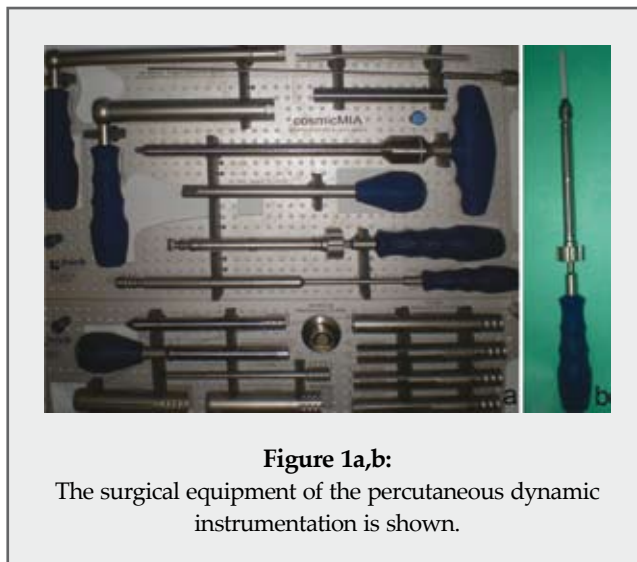 cosmicMIA
a
b
Figure 1a,b:
The surgical equipment of the percutaneous dynamic
instrumentation is shown.